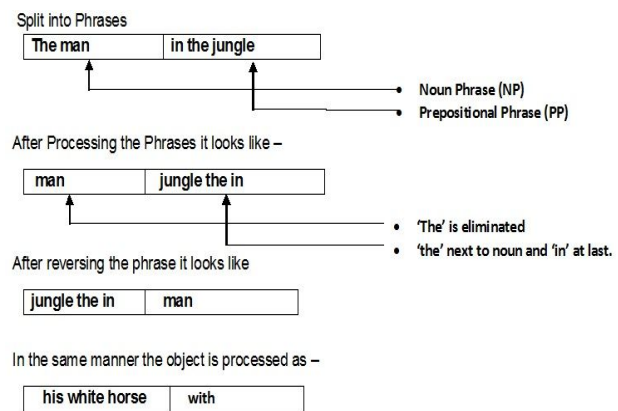 Split into Phrases
The man in the jungle
• Noun Phrase (NP)
• Prepositional Phrase (PP)
After Processing the Phrases it looks like –
man jungle the in
• ‘The’ is eliminated
• ‘the’ next to noun and ‘in’ at last.
After reversing the phrase it looks like
jungle the in man
In the same manner the object is processed as –
his white horse with